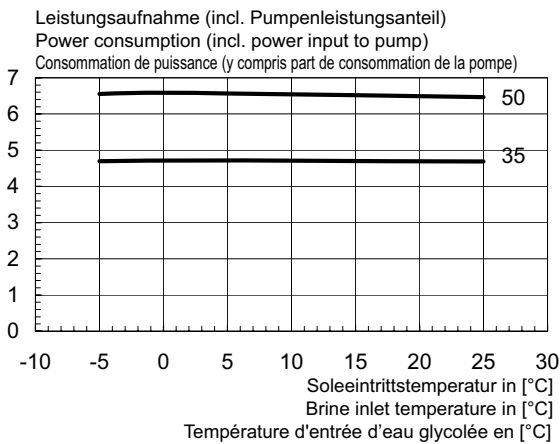 Leistungsaufnahme (incl. Pumpenleistungsanteil)
Power consumption (incl. power input to pump)
Consommation de puissance (y compris part de consommation de la pompe)
7
6
5
4
3
2
1
0
50
35
-10 -5 0 5 10 15 20 25 30
Soleeintrittstemperatur in [°C]
Brine inlet temperature in [°C]
Température d'entrée d'eau glycolée en [°C]